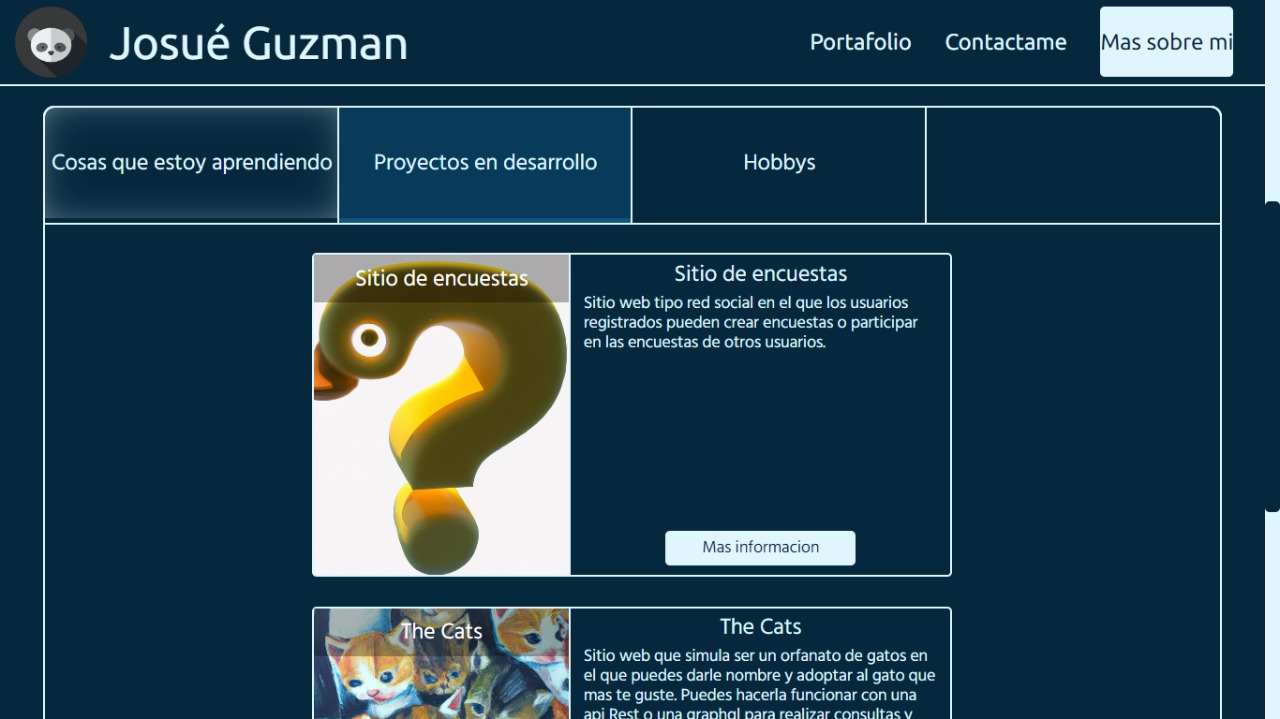 Josué Guzman
Portafolio
Contactame
Mas sobre mi
Cosas que estoy aprendiendo
Proyectos en desarrollo
Hobbys
Sitio de encuestas
Sitio de encuestas
Sitio web tipo red social en el que los usuarios
registrados pueden crear encuestas o participar
en las encuestas de otros usuarios.
Mas informacion
The Cats
The Cats
Sitio web que simula ser un orfanato de gatos en
el que puedes darle nombre y adoptar al gato que
mas te guste. Puedes hacerla funcionar con una
api Rest o una graphql para realizar consultas y